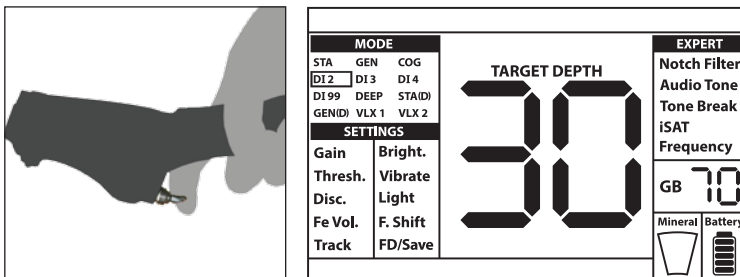 MODE
STA GEN COG
DI 2 DI 3 DI 4
DI 99 DEEP STA(D)
GEN(D) VLX 1 VLX 2
SETTINGS
Gain Bright.
Thresh. Vibrate
Disc. Light
Fe Vol. F. Shift
Track FD/Save
TARGET DEPTH
30
EXPERT
Notch Filter
Audio Tone
Tone Break
iSAT
Frequency
GB 70
Mineral Battery